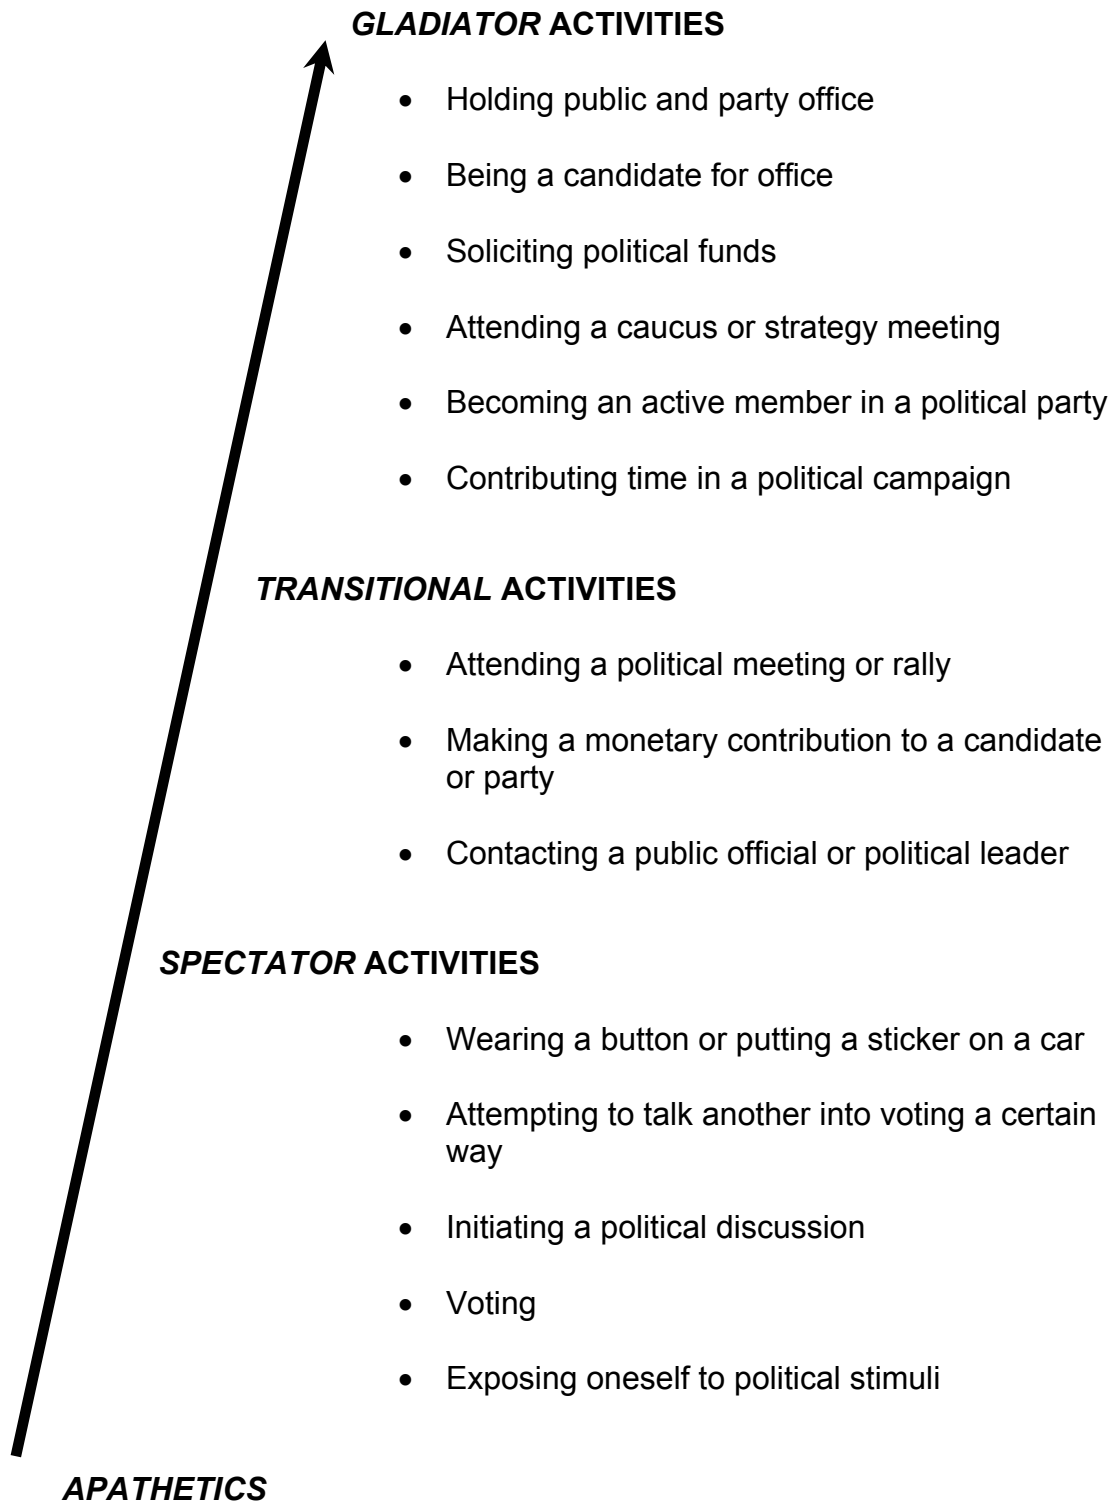 GLADIATOR ACTIVITIES
• Holding public and party office
• Being a candidate for office
• Soliciting political funds
• Attending a caucus or strategy meeting
• Becoming an active member in a political party
• Contributing time in a political campaign
TRANSITIONAL ACTIVITIES
• Attending a political meeting or rally
• Making a monetary contribution to a candidate
or party
• Contacting a public official or political leader
SPECTATOR ACTIVITIES
• Wearing a button or putting a sticker on a car
• Attempting to talk another into voting a certain
way
• Initiating a political discussion
• Voting
• Exposing oneself to political stimuli
APATHETICS